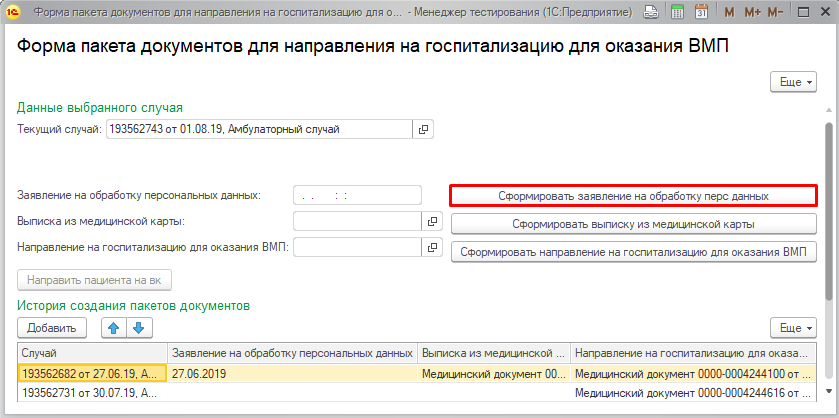 1С Форма пакета документов для направления на госпитализацию для о... - Менеджер тестирования (1С:Предприятие) 31 M M+ M−
Форма пакета документов для направления на госпитализацию для оказания ВМП
Еще
Данные выбранного случая
Текущий случай: 193562743 от 01.08.19, Амбулаторный случай
Заявление на обработку персональных данных: . . : : Сформировать заявление на обработку перс данных
Выписка из медицинской карты: Сформировать выписку из медицинской карты
Направление на госпитализацию для оказания ВМП: Сформировать направление на госпитализацию для оказания ВМП
Направить пациента на вк
История создания пакетов документов
Добавить Еще
Случай Заявление на обработку персональных данных Выписка из медицинской ... Направление на госпитализацию для оказа...
193562682 от 27.06.19, А... 27.06.2019 Медицинский документ 00... Медицинский документ 0000-0004244100 от ...
193562731 от 30.07.19, А... Медицинский документ 0000-0004244616 от ...